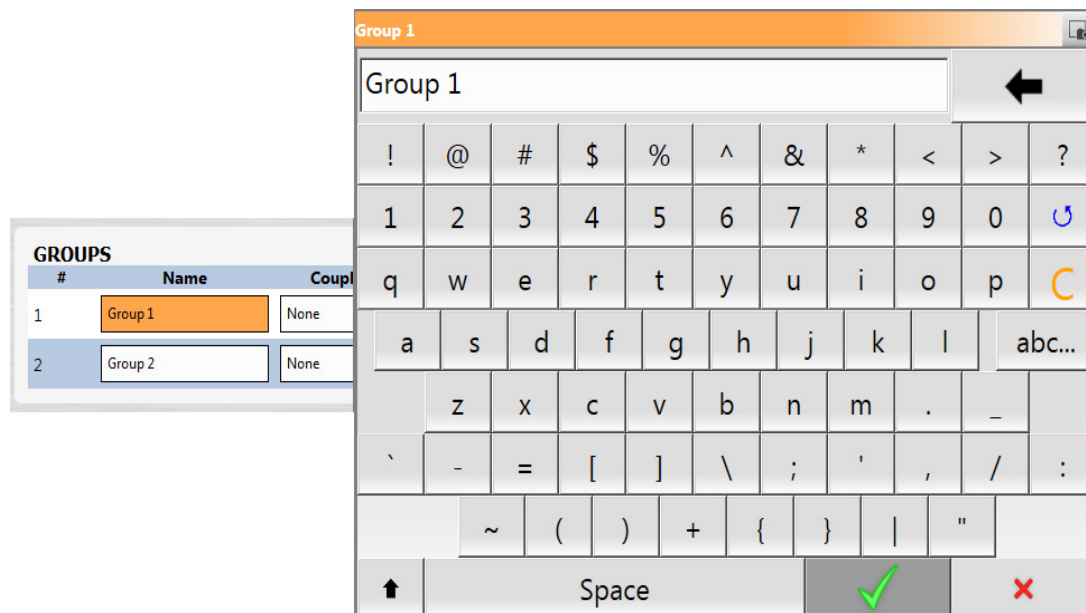 Group 1
Group 1
! @ # $ % ^ & * < > ?
1 2 3 4 5 6 7 8 9 0
q w e r t y u i o p C
a s d f g h j k l abc...
z x c v b n m . _
` - = [ ] \ ; ' , / :
~ ( ) + { } | "
Space
GROUPS
# Name Coupl
1 Group 1 None
2 Group 2 None